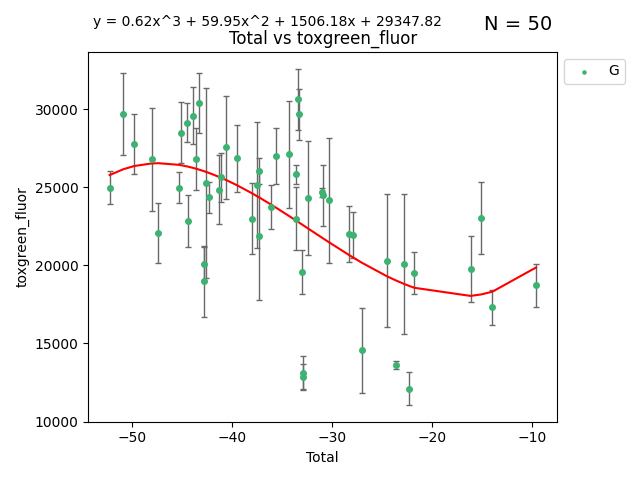 y = 0.62x^3 + 59.95x^2 + 1506.18x + 29347.82
N = 50
Total vs toxgreen_fluor
G
30000
25000
20000
15000
10000
toxgreen_fluor
−50 −40 −30 −20 −10
Total